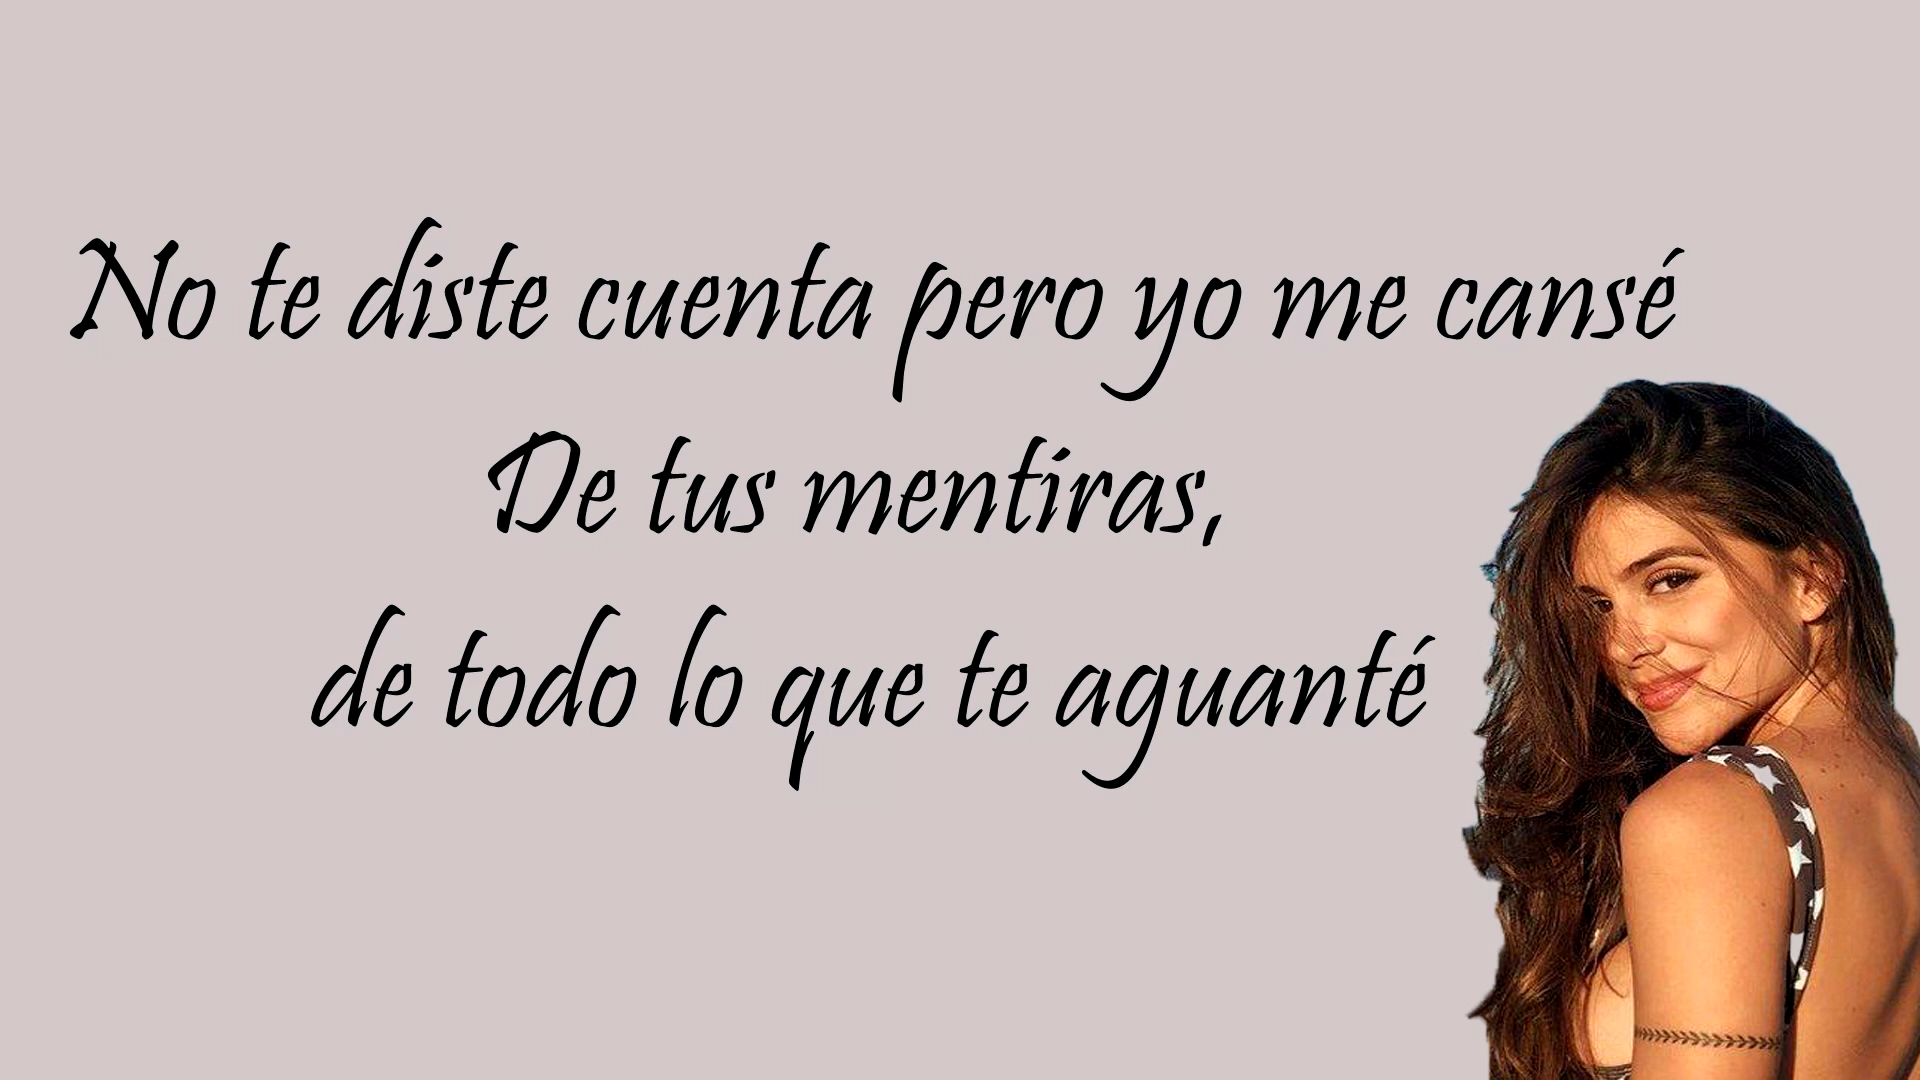 No te diste cuenta pero yo me cansé
De tus mentiras,
de todo lo que te aguanté